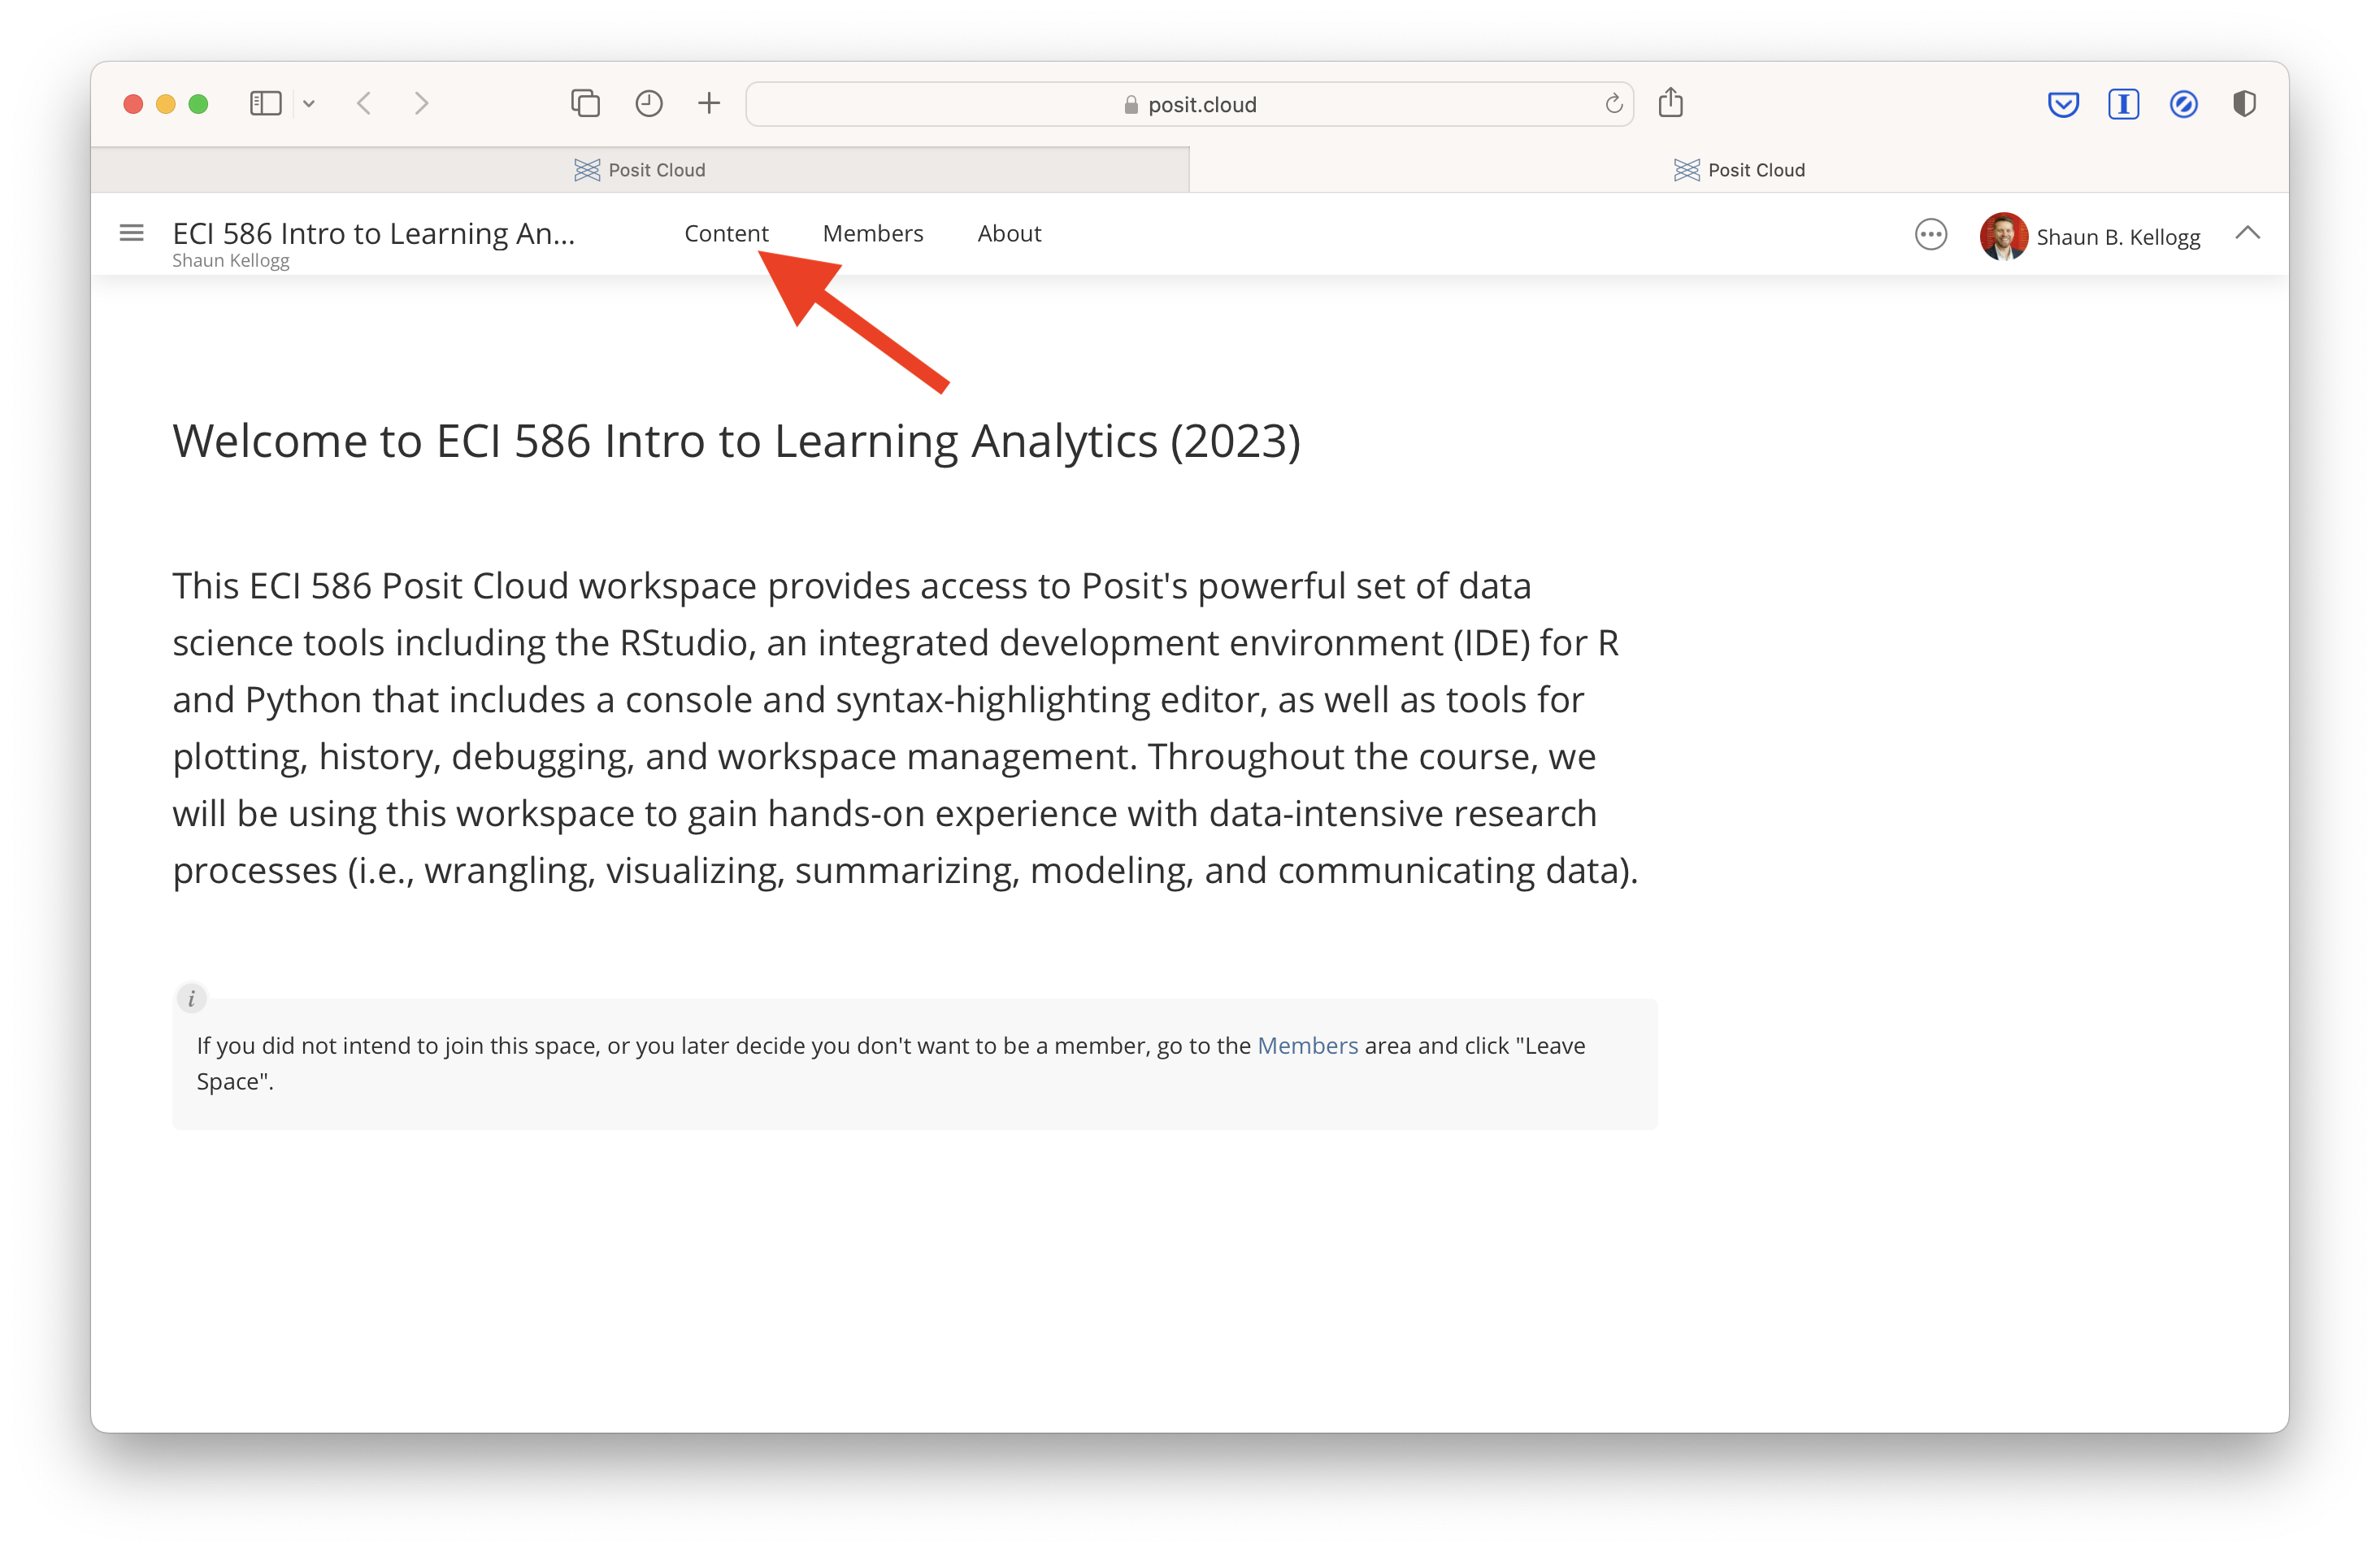 posit.cloud
Posit Cloud
Posit Cloud
ECI 586 Intro to Learning An...
Shaun Kellogg
Content
Members
About
Shaun B. Kellogg
Welcome to ECI 586 Intro to Learning Analytics (2023)
This ECI 586 Posit Cloud workspace provides access to Posit's powerful set of data
science tools including the RStudio, an integrated development environment (IDE) for R
and Python that includes a console and syntax-highlighting editor, as well as tools for
plotting, history, debugging, and workspace management. Throughout the course, we
will be using this workspace to gain hands-on experience with data-intensive research
processes (i.e., wrangling, visualizing, summarizing, modeling, and communicating data).
i
If you did not intend to join this space, or you later decide you don't want to be a member, go to the Members area and click "Leave
Space".